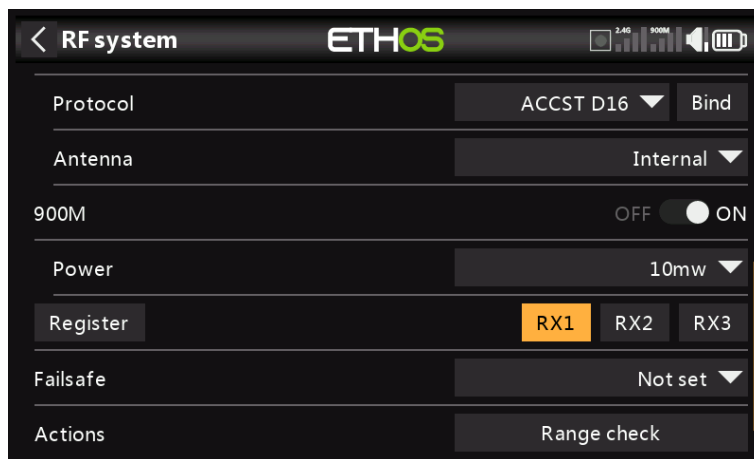 RF system ETHOS 2.4G 900M
Protocol ACCST D16 Bind
Antenna Internal
900M OFF ON
Power 10mw
Register RX1 RX2 RX3
Failsafe Not set
Actions Range check